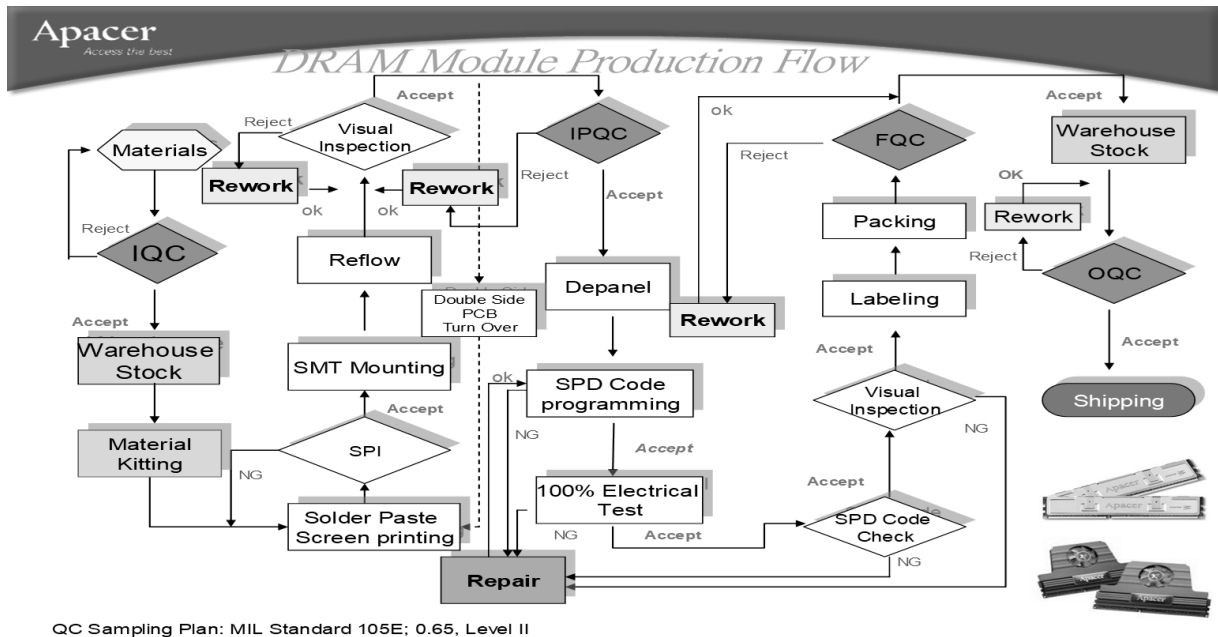 Apacer
Access the best
DRAM Module Production Flow
Materials
Reject
IQC
Accept
Warehouse
Stock
Material
Kitting
Reject
Visual
Inspection
Accept
Rework
ok
Rework
ok
Reflow
SMT Mounting
Accept
SPI
NG
Solder Paste
Screen printing
Double Side
PCB
Turn Over
IPQC
Reject
Accept
Depanel
SPD Code
programming
ok
NG
Accept
100% Electrical
Test
NG
Accept
Repair
SPD Code
Check
NG
Accept
Visual
Inspection
NG
Accept
Labeling
Packing
FQC
Reject
ok
Rework
Accept
Warehouse
Stock
OK
Rework
Reject
OQC
Accept
Shipping
Apacer
Apacer
Apacer
QC Sampling Plan: MIL Standard 105E; 0.65, Level II